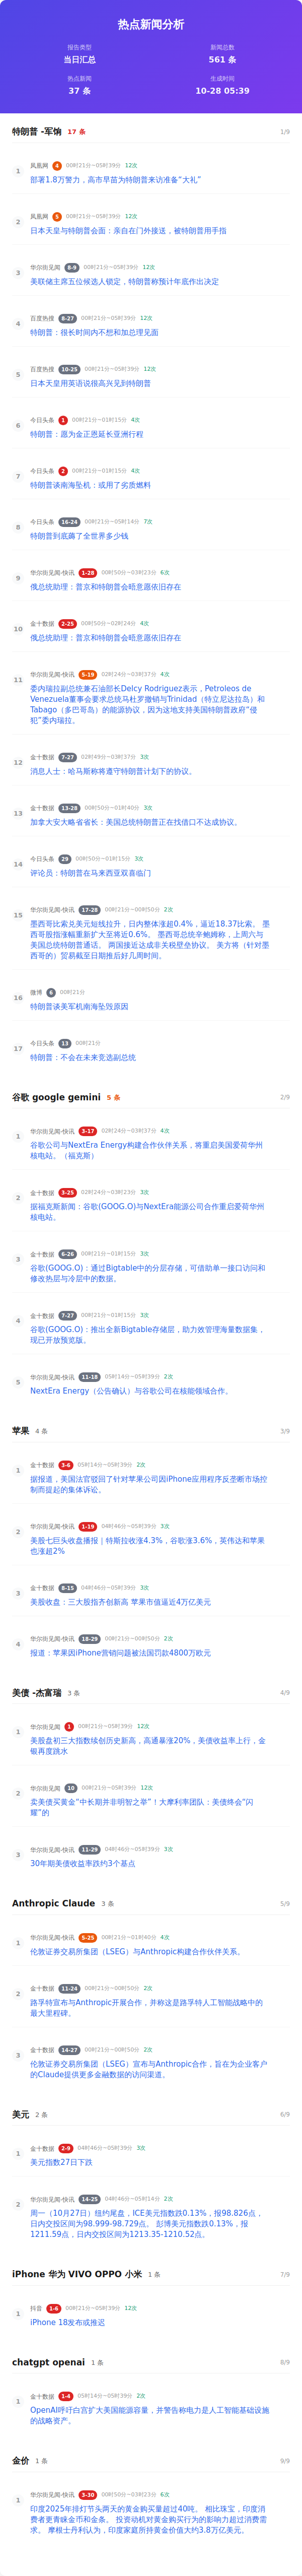 热点新闻分析
报告类型
新闻总数
当日汇总
561 条
热点新闻
生成时间
37 条
10-28 05:39
特朗普 -军饷 17 条 1/9
1 凤凰网 4 00时21分~05时39分 12次
部署1.8万警力，高市早苗为特朗普来访准备“大礼”
2 凤凰网 5 00时21分~05时39分 12次
日本天皇与特朗普会面：亲自在门外接送，被特朗普用手指
3 华尔街见闻 8-9 00时21分~05时39分 12次
美联储主席五位候选人锁定，特朗普称预计年底作出决定
4 百度热搜 8-27 00时21分~05时39分 12次
特朗普：很长时间内不想和加总理见面
5 百度热搜 10-25 00时21分~05时39分 12次
日本天皇用英语说很高兴见到特朗普
6 今日头条 1 00时21分~01时15分 4次
特朗普：愿为金正恩延长亚洲行程
7 今日头条 2 00时21分~01时15分 4次
特朗普谈南海坠机：或用了劣质燃料
8 今日头条 16-24 00时21分~05时14分 7次
特朗普到底薅了全世界多少钱
9 华尔街见闻-快讯 1-28 00时50分~03时23分 6次
俄总统助理：普京和特朗普会晤意愿依旧存在
10 金十数据 2-25 00时50分~02时24分 4次
俄总统助理：普京和特朗普会晤意愿依旧存在
11 华尔街见闻-快讯 5-19 02时24分~03时37分 4次
委内瑞拉副总统兼石油部长Delcy Rodriguez表示，Petroleos de
Venezuela董事会要求总统马杜罗撤销与Trinidad（特立尼达拉岛）和
Tabago（多巴哥岛）的能源协议，因为这地支持美国特朗普政府“侵
犯”委内瑞拉。
12 金十数据 7-27 02时49分~03时37分 3次
消息人士：哈马斯称将遵守特朗普计划下的协议。
13 金十数据 13-28 00时50分~01时40分 3次
加拿大安大略省省长：美国总统特朗普正在找借口不达成协议。
14 今日头条 29 00时50分~01时15分 3次
评论员：特朗普在马来西亚双喜临门
15 华尔街见闻-快讯 17-28 00时21分~00时50分 2次
墨西哥比索兑美元短线拉升，日内整体涨超0.4%，逼近18.37比索。 墨
西哥股指涨幅重新扩大至将近0.6%。 墨西哥总统辛鲍姆称，上周六与
美国总统特朗普通话。 两国接近达成非关税壁垒协议。 美方将（针对墨
西哥的）贸易截至日期推后好几周时间。
16 微博 6 00时21分
特朗普谈美军机南海坠毁原因
17 今日头条 13 00时21分
特朗普：不会在未来竞选副总统
谷歌 google gemini 5 条 2/9
1 华尔街见闻-快讯 3-17 02时24分~03时37分 4次
谷歌公司与NextEra Energy构建合作伙伴关系，将重启美国爱荷华州
核电站。（福克斯）
2 金十数据 3-25 02时24分~03时23分 3次
据福克斯新闻：谷歌(GOOG.O)与NextEra能源公司合作重启爱荷华州
核电站。
3 金十数据 6-26 00时21分~01时15分 3次
谷歌(GOOG.O)：通过Bigtable中的分层存储，可借助单一接口访问和
修改热层与冷层中的数据。
4 金十数据 7-27 00时21分~01时15分 3次
谷歌(GOOG.O)：推出全新Bigtable存储层，助力效管理海量数据集，
现已开放预览版。
5 华尔街见闻-快讯 11-18 05时14分~05时39分 2次
NextEra Energy（公告确认）与谷歌公司在核能领域合作。
苹果 4 条 3/9
1 金十数据 3-6 05时14分~05时39分 2次
据报道，美国法官驳回了针对苹果公司因iPhone应用程序反垄断市场控
制而提起的集体诉讼。
2 华尔街见闻-快讯 1-19 04时46分~05时39分 3次
美股七巨头收盘播报｜特斯拉收涨4.3%，谷歌涨3.6%，英伟达和苹果
也涨超2%
3 金十数据 8-15 04时46分~05时39分 3次
美股收盘：三大股指齐创新高 苹果市值逼近4万亿美元
4 华尔街见闻-快讯 18-29 00时21分~00时50分 2次
报道：苹果因iPhone营销问题被法国罚款4800万欧元
美债 -杰富瑞 3 条 4/9
1 华尔街见闻 1 00时21分~05时39分 12次
美股盘初三大指数续创历史新高，高通暴涨20%，美债收益率上行，金
银再度跳水
2 华尔街见闻 10 00时21分~05时39分 12次
卖美债买黄金“中长期并非明智之举”！大摩利率团队：美债终会”闪
耀“的
3 华尔街见闻-快讯 11-29 04时46分~05时39分 3次
30年期美债收益率跌约3个基点
Anthropic Claude 3 条 5/9
1 华尔街见闻-快讯 5-25 00时21分~01时40分 4次
伦敦证券交易所集团（LSEG）与Anthropic构建合作伙伴关系。
2 金十数据 11-24 00时21分~00时50分 2次
路孚特宣布与Anthropic开展合作，并称这是路孚特人工智能战略中的
最大里程碑。
3 金十数据 14-27 00时21分~00时50分 2次
伦敦证券交易所集团（LSEG）宣布与Anthropic合作，旨在为企业客户
的Claude提供更多金融数据的访问渠道。
美元 2 条 6/9
1 金十数据 2-9 04时46分~05时39分 3次
美元指数27日下跌
2 华尔街见闻-快讯 14-25 04时46分~05时14分 2次
周一（10月27日）纽约尾盘，ICE美元指数跌0.13%，报98.826点，
日内交投区间为98.999-98.729点。 彭博美元指数跌0.13%，报
1211.59点，日内交投区间为1213.35-1210.52点。
iPhone 华为 VIVO OPPO 小米 1 条 7/9
1 抖音 1-6 00时21分~05时39分 12次
iPhone 18发布或推迟
chatgpt openai 1 条 8/9
1 金十数据 1-4 05时14分~05时39分 2次
OpenAI呼吁白宫扩大美国能源容量，并警告称电力是人工智能基础设施
的战略资产。
金价 1 条 9/9
1 华尔街见闻-快讯 3-30 00时50分~03时23分 6次
印度2025年排灯节头两天的黄金购买量超过40吨。 相比珠宝，印度消
费者更青睐金币和金条。 投资动机对黄金购买行为的影响力超过消费需
求。 摩根士丹利认为，印度家庭所持黄金价值大约3.8万亿美元。